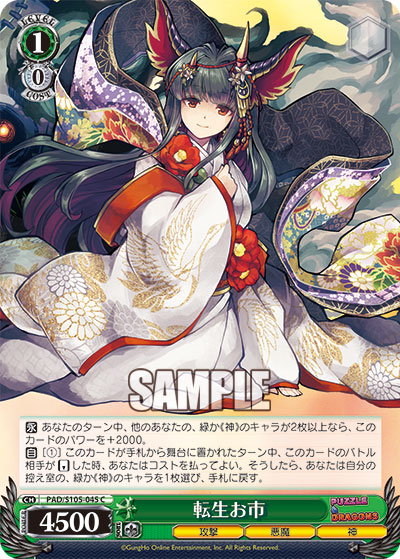 LEVEL
1
0
COST
SAMPLE
永 あなたのターン中、他のあなたの、緑か《神》のキャラが2枚以上なら、こ
のカードのパワーを+2000。
自 [①] このカードが手札から舞台に置かれたターン中、このカードのバトル
相手が した時、あなたはコストを払ってよい。そうしたら、あなたは自分の
控え室の、緑か《神》のキャラを1枚選び、手札に戻す。
CH PAD/S105-045 C
POWER 4500
転生お市
PUZZLE & DRAGONS
攻撃 悪魔 神
©GungHo Online Entertainment, Inc. All Rights Reserved.